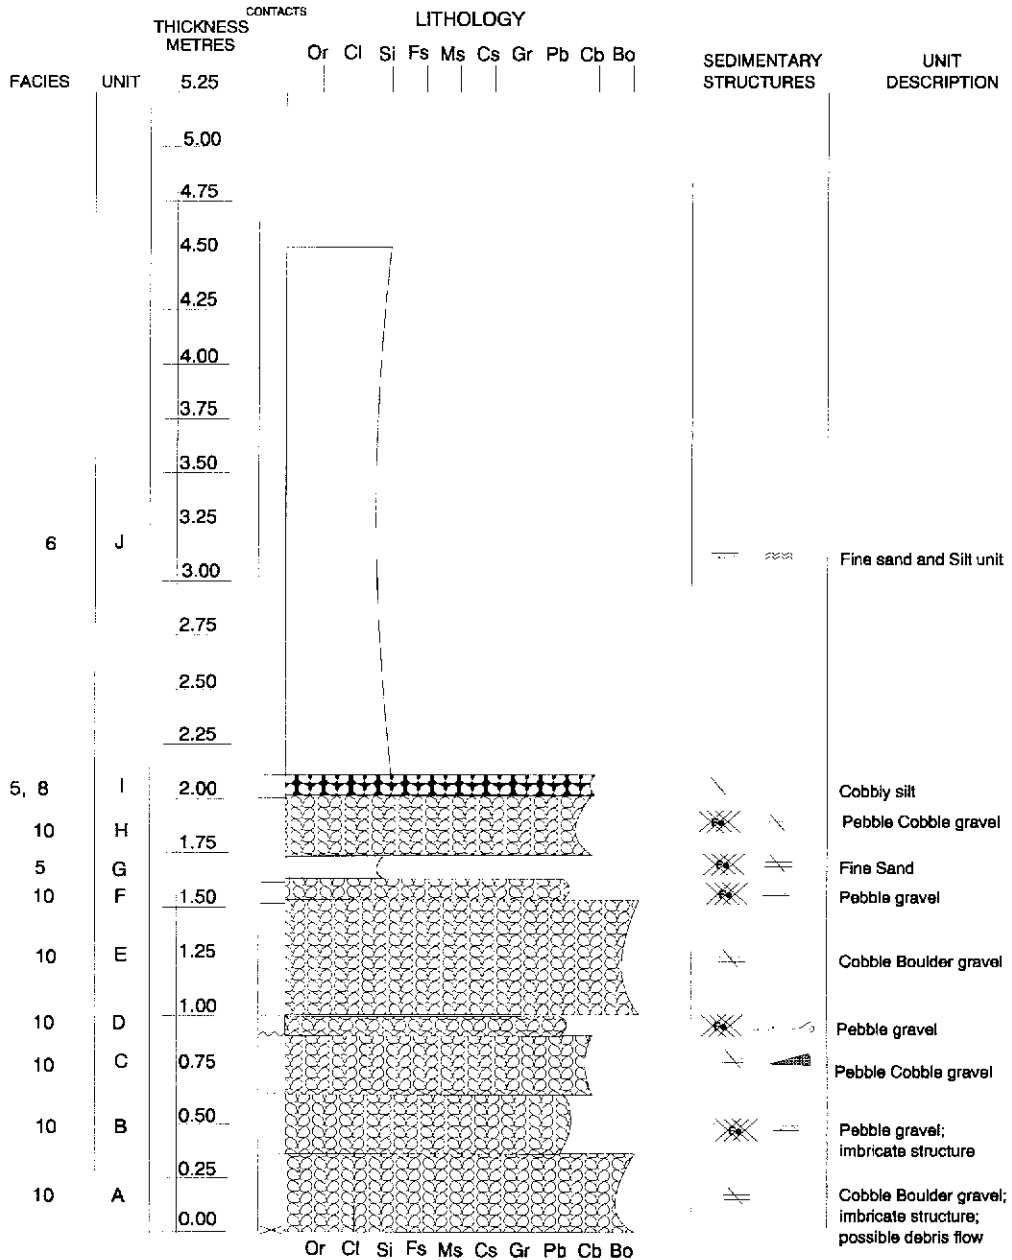 CONTACTS
LITHOLOGY
THICKNESS
METRES
Or Cl Si Fs Ms Cs Gr Pb Cb Bo
SEDIMENTARY
STRUCTURES
UNIT
DESCRIPTION
FACIES UNIT 5.25
5.00
4.75
4.50
4.25
4.00
3.75
3.50
3.25
6 J Fine sand and Silt unit
3.00
2.75
2.50
2.25
5, 8 I 2.00 Cobbly silt
10 H Pebble Cobble gravel
1.75
5 G Fine Sand
10 F 1.50 Pebble gravel
10 E 1.25 Cobble Boulder gravel
1.00
10 D Pebble gravel
10 C 0.75 Pebble Cobble gravel
0.50
10 B Pebble gravel;
imbricate structure
0.25
10 A Cobble Boulder gravel;
imbricate structure;
0.00 possible debris flow
Or Cl Si Fs Ms Cs Gr Pb Cb Bo